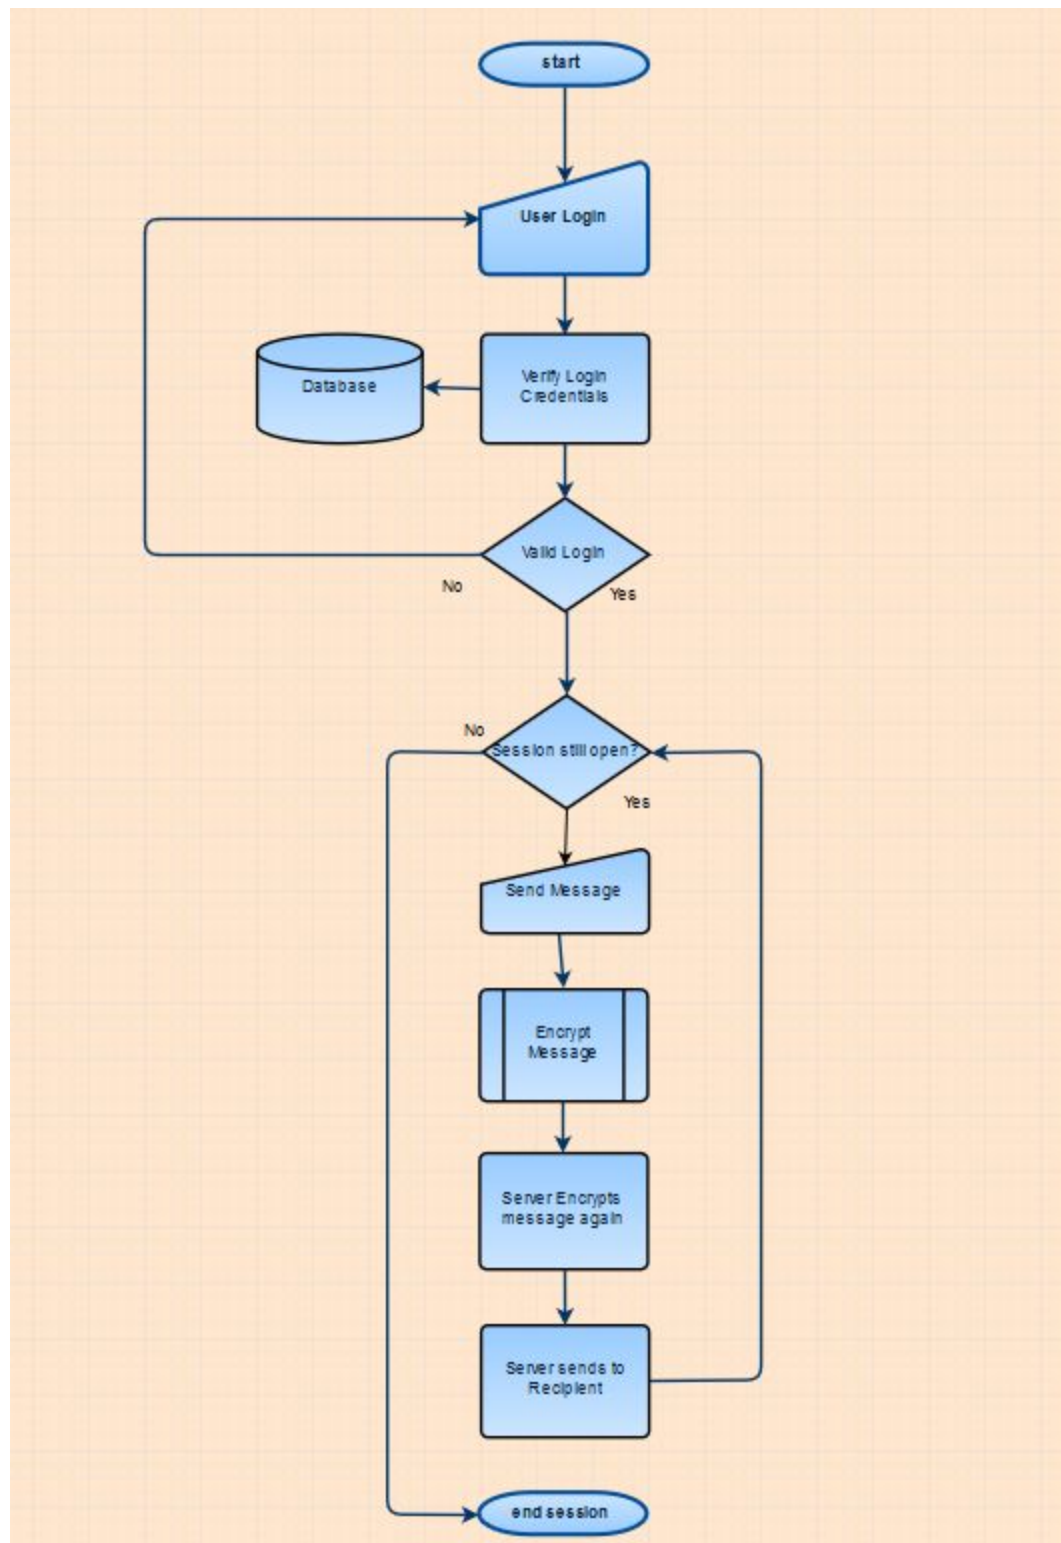 start
User Login
Database
Verify Login
Credentials
Valid Login
No
Yes
No
Session still open?
Yes
Send Message
Encrypt
Message
Server Encrypts
message again
Server sends to
Recipient
end session